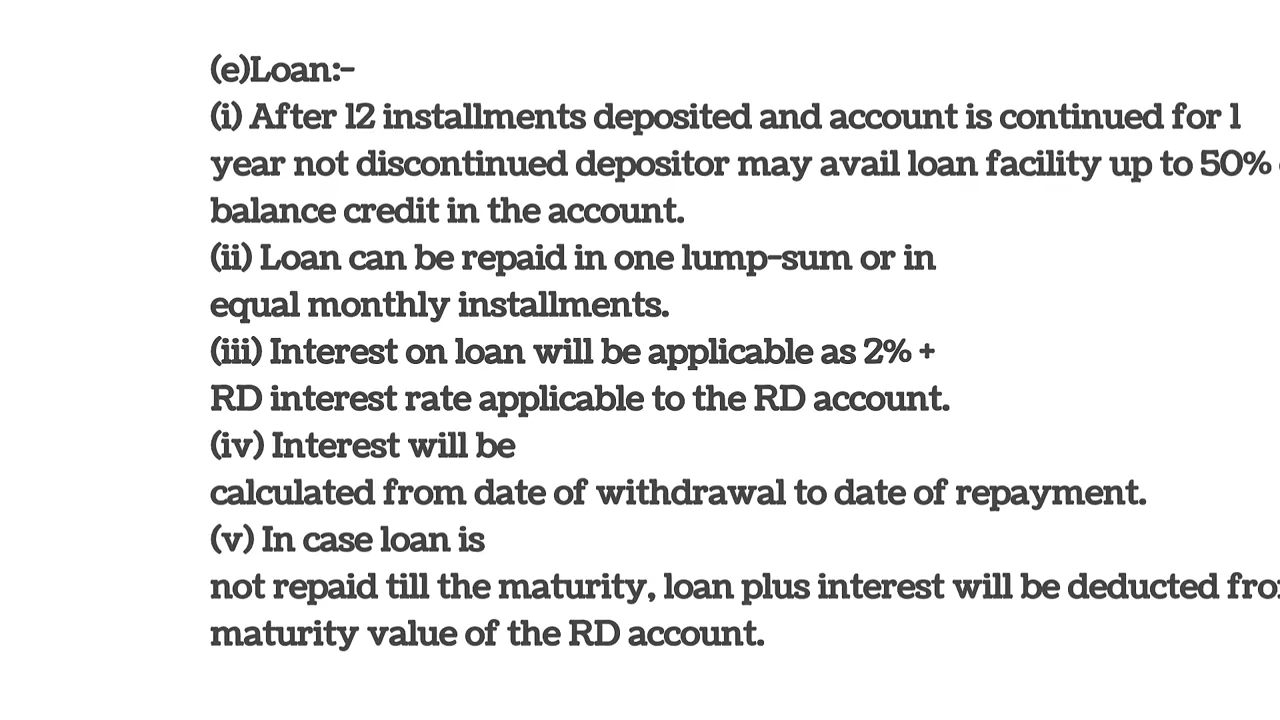 (e)Loan:-
(i) After 12 installments deposited and account is continued for 1
year not discontinued depositor may avail loan facility up to 50%
balance credit in the account.
(ii) Loan can be repaid in one lump-sum or in
equal monthly installments.
(iii) Interest on loan will be applicable as 2% +
RD interest rate applicable to the RD account.
(iv) Interest will be
calculated from date of withdrawal to date of repayment.
(v) In case loan is
not repaid till the maturity, loan plus interest will be deducted
maturity value of the RD account.